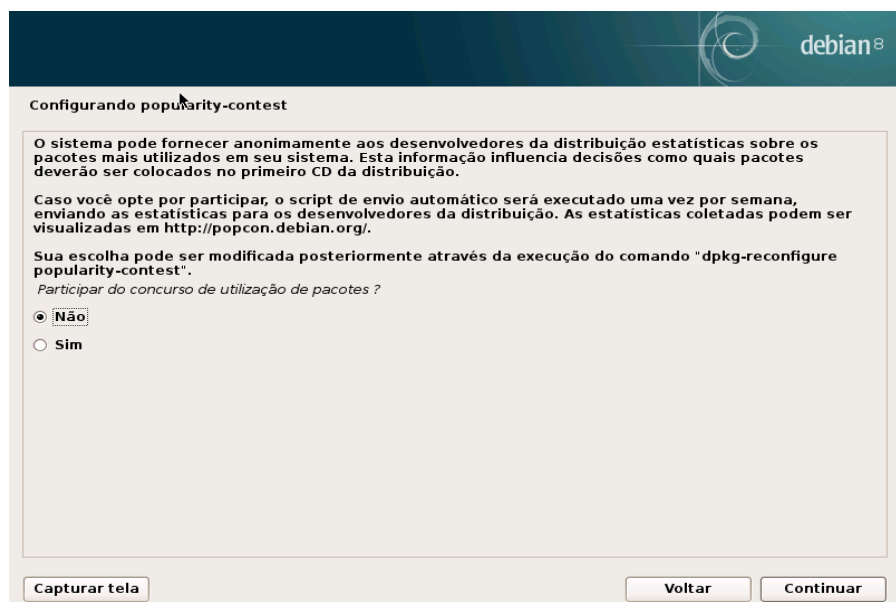 debian 8
Configurando popularity-contest
O sistema pode fornecer anonimamente aos desenvolvedores da distribuição estatísticas sobre os
pacotes mais utilizados em seu sistema. Esta informação influencia decisões como quais pacotes
deverão ser colocados no primeiro CD da distribuição.
Caso você opte por participar, o script de envio automático será executado uma vez por semana,
enviando as estatísticas para os desenvolvedores da distribuição. As estatísticas coletadas podem ser
visualizadas em http://popcon.debian.org/.
Sua escolha pode ser modificada posteriormente através da execução do comando "dpkg-reconfigure
popularity-contest".
Participar do concurso de utilização de pacotes ?
Não
Sim
Capturar tela Voltar Continuar